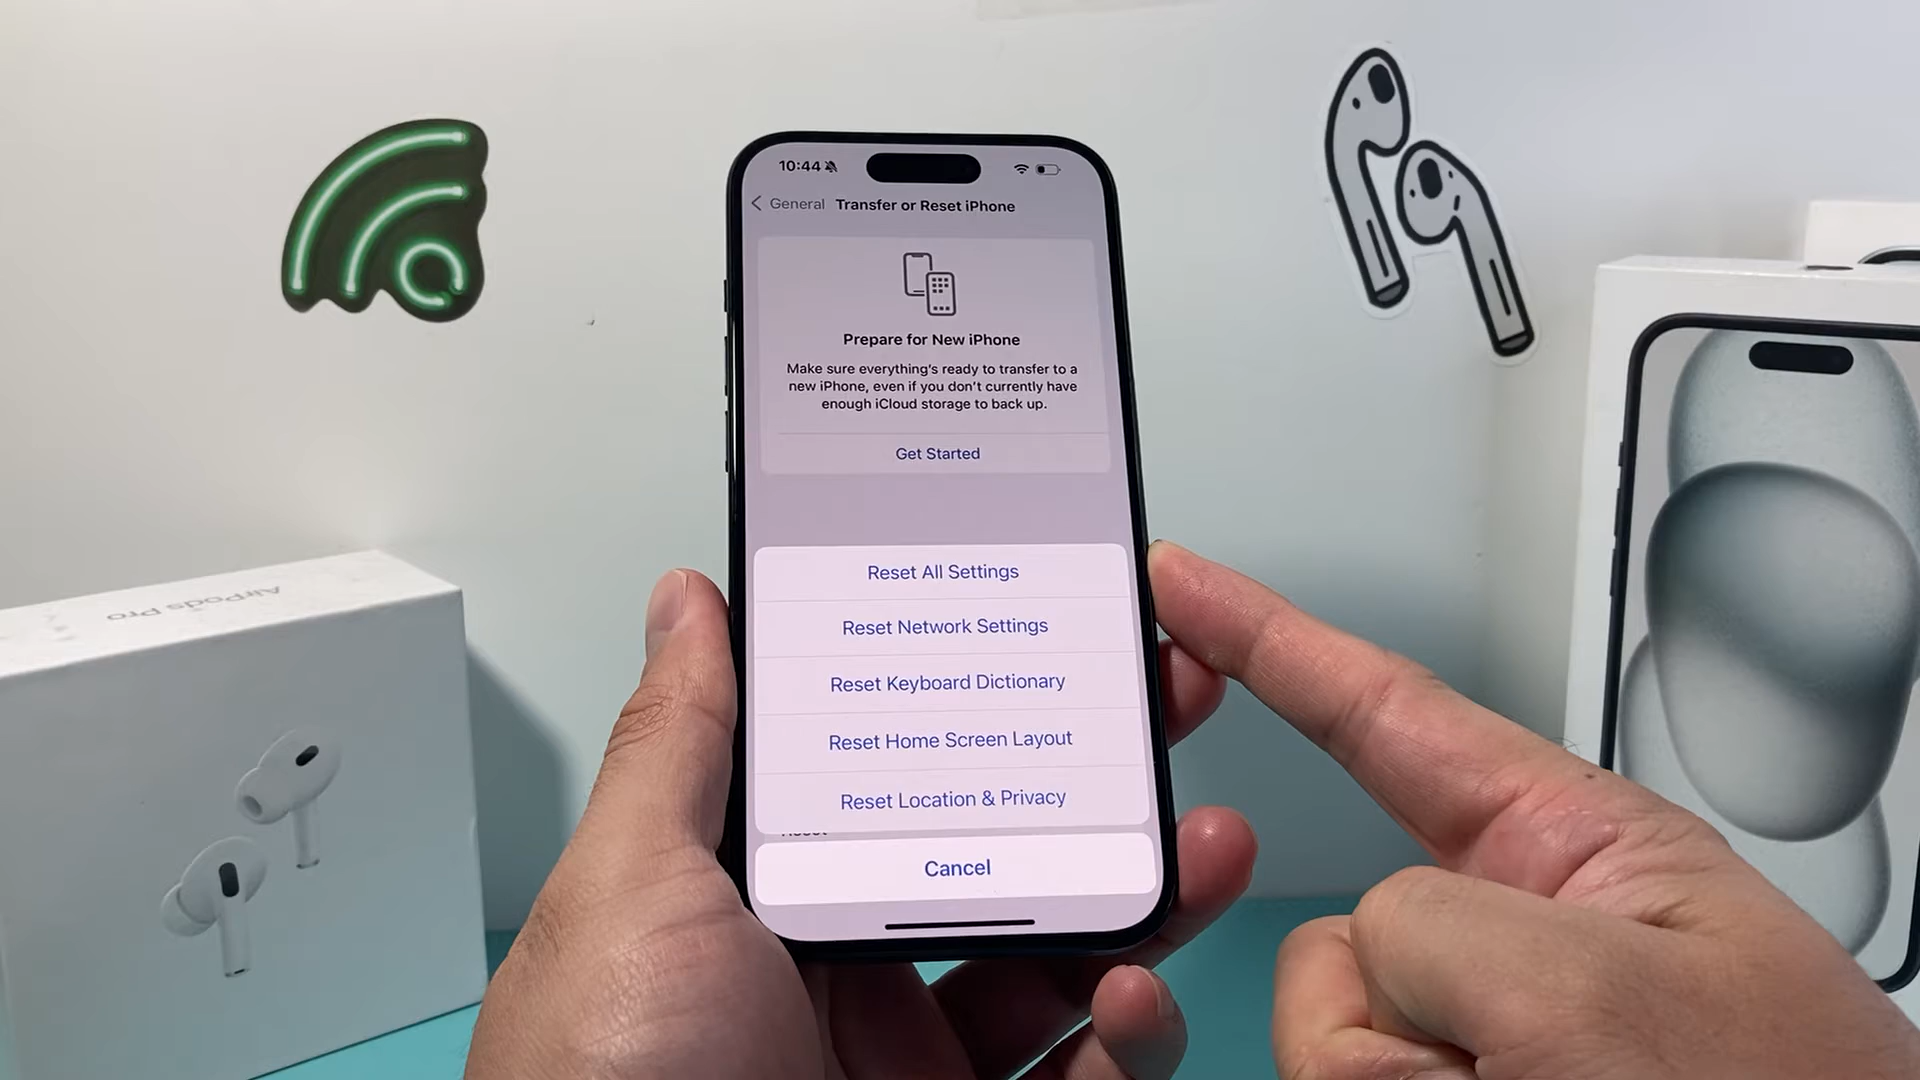 10:44
General Transfer or Reset iPhone
Prepare for New iPhone
Make sure everything's ready to transfer to a
new iPhone, even if you don't currently have
enough iCloud storage to back up.
Get Started
Reset All Settings
Reset Network Settings
Reset Keyboard Dictionary
Reset Home Screen Layout
Reset Location & Privacy
Reset
Cancel
AirPods Pro